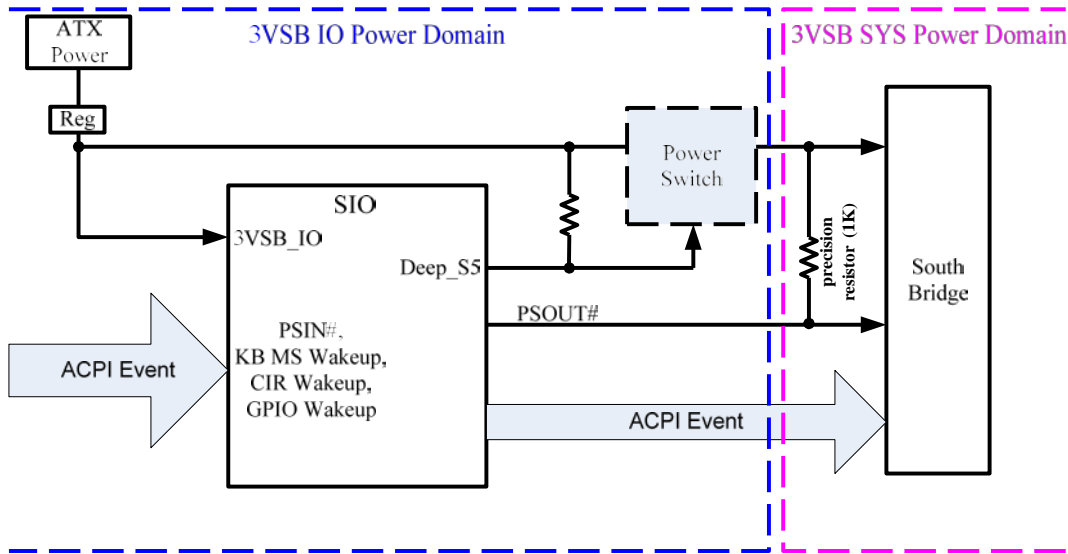 ATX
Power
3VSB IO Power Domain
3VSB SYS Power Domain
Reg
Power
Switch
SIO
3VSB_IO
Deep_S5
precision
resistor (1K)
South
Bridge
PSOUT#
PSIN#,
KB MS Wakeup,
CIR Wakeup,
GPIO Wakeup
ACPI Event
ACPI Event